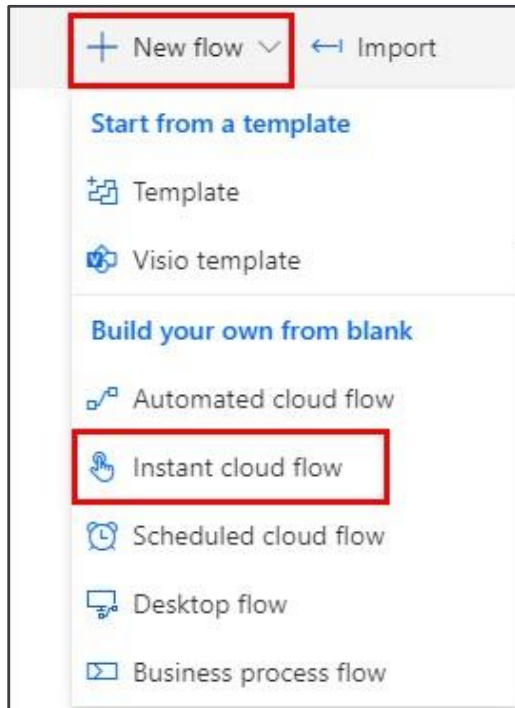 New flow
Import
Start from a template
Template
Visio template
Build your own from blank
Automated cloud flow
Instant cloud flow
Scheduled cloud flow
Desktop flow
Business process flow